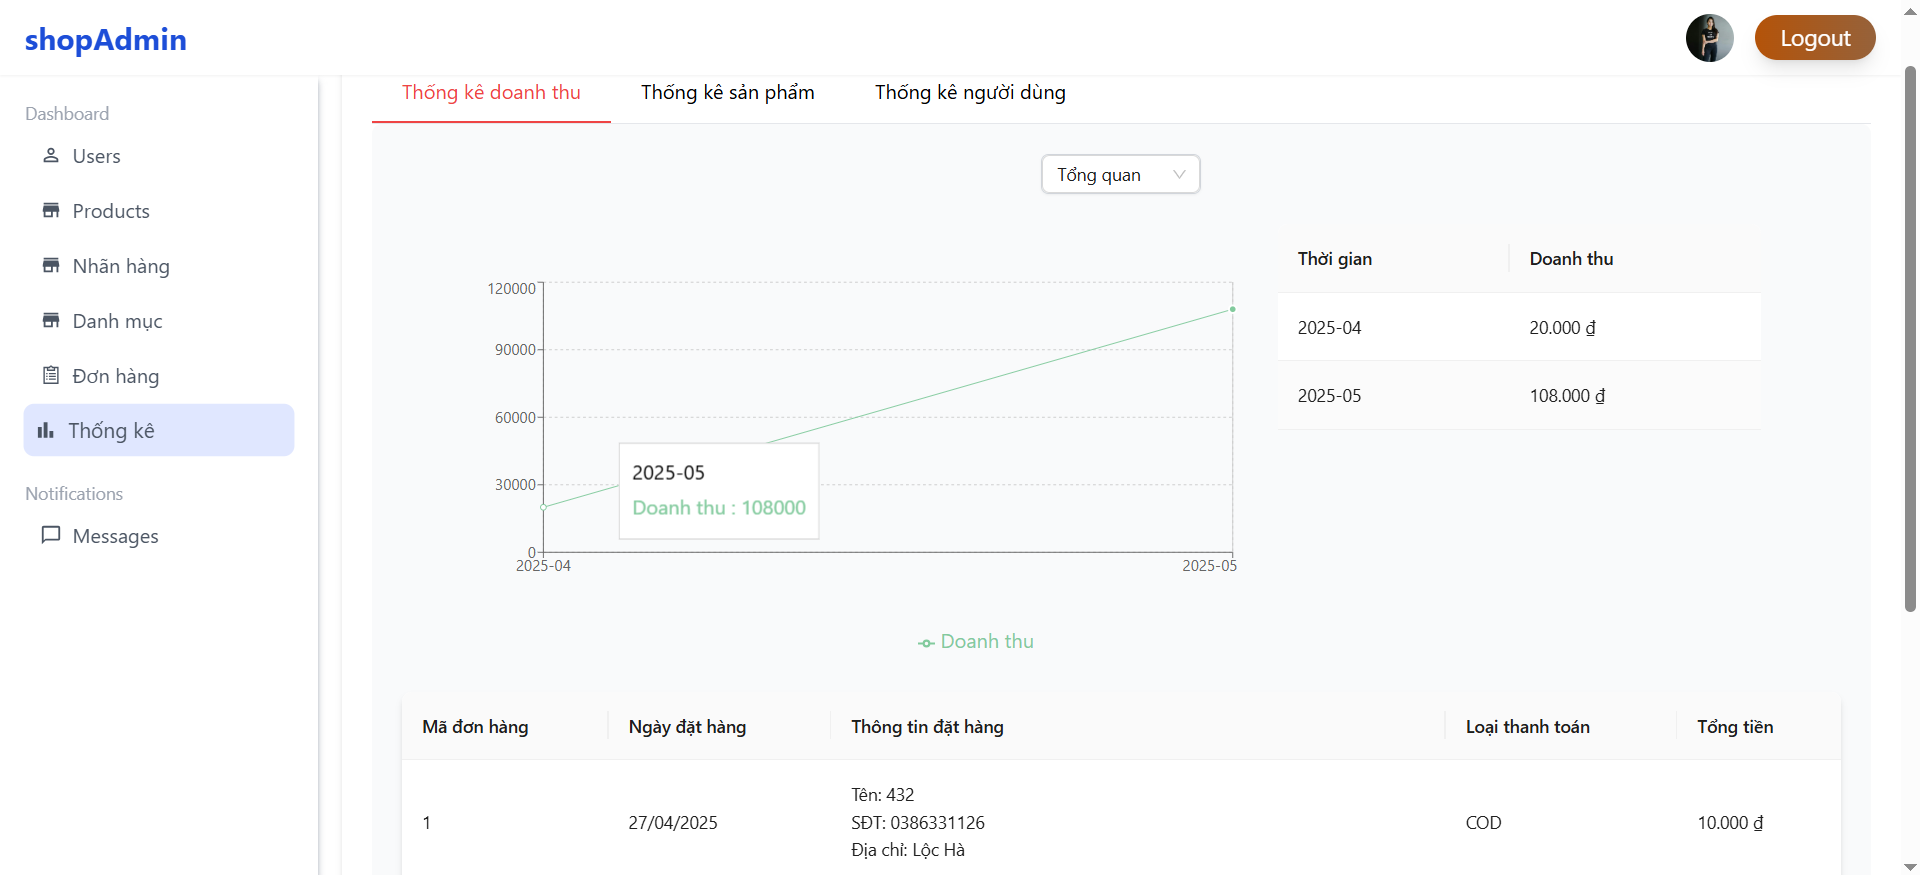 shopAdmin
Logout
Dashboard
Users
Products
Nhãn hàng
Danh mục
Đơn hàng
Thống kê
Notifications
Messages
Thống kê doanh thu
Thống kê sản phẩm
Thống kê người dùng
Tổng quan
120000
90000
60000
30000
0
2025-04
2025-05
2025-05
Doanh thu : 108000
Doanh thu
Thời gian
Doanh thu
2025-04
20.000 ₫
2025-05
108.000 ₫
Mã đơn hàng
Ngày đặt hàng
Thông tin đặt hàng
Loại thanh toán
Tổng tiền
1
27/04/2025
Tên: 432
SĐT: 0386331126
Địa chỉ: Lộc Hà
COD
10.000 ₫